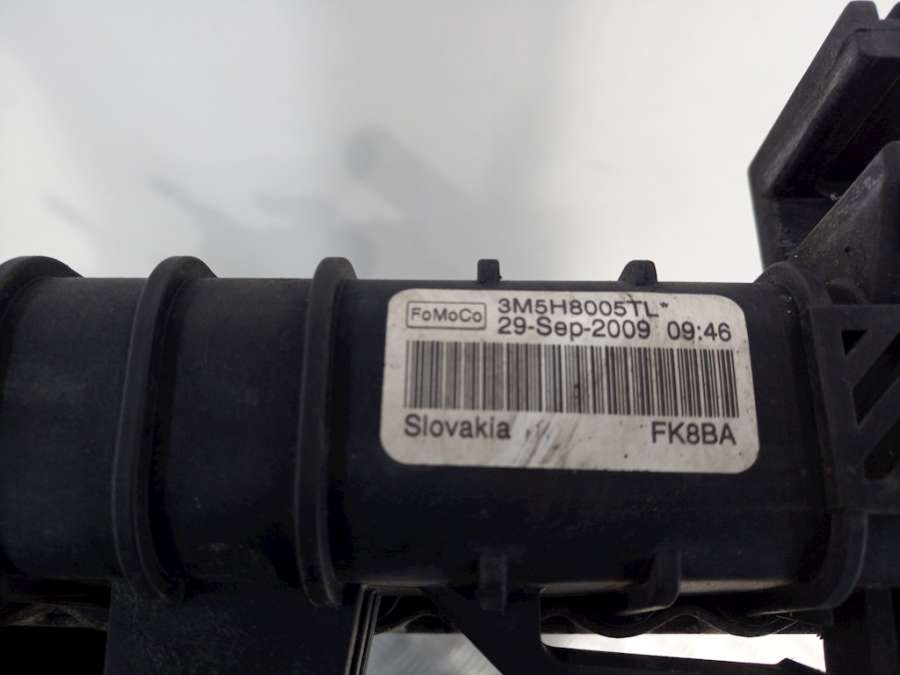 FoMoCo 3M5H8005TL*
29-Sep-2009 09:46
Slovakia FK8BA